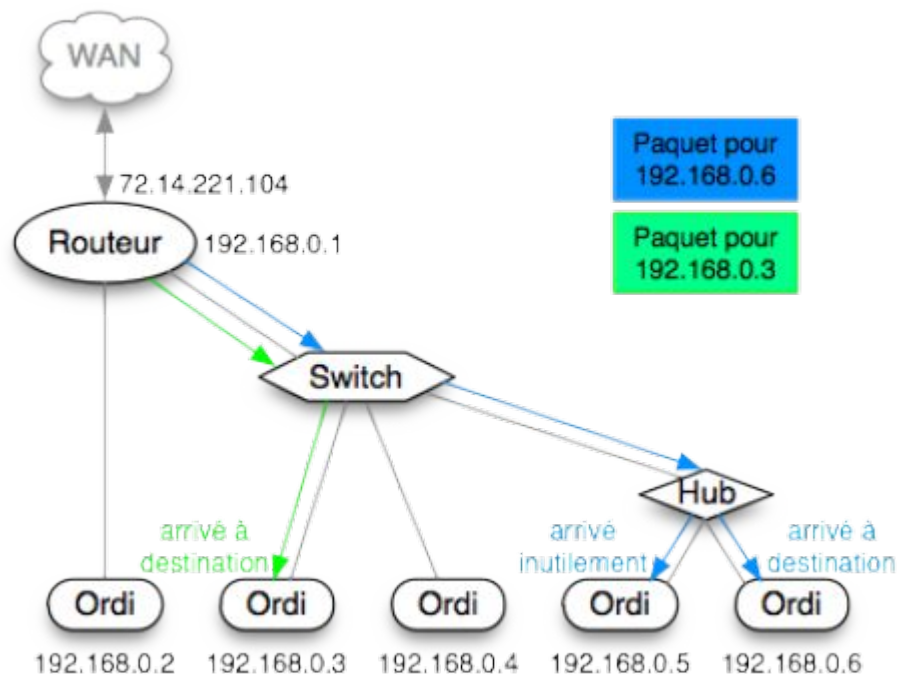 WAN
72.14.221.104
Routeur
192.168.0.1
Paquet pour
192.168.0.6
Paquet pour
192.168.0.3
Switch
Hub
arrivé à
destination
arrivé
inutilement
arrivé à
destination
Ordi
Ordi
Ordi
Ordi
Ordi
192.168.0.2
192.168.0.3
192.168.0.4
192.168.0.5
192.168.0.6